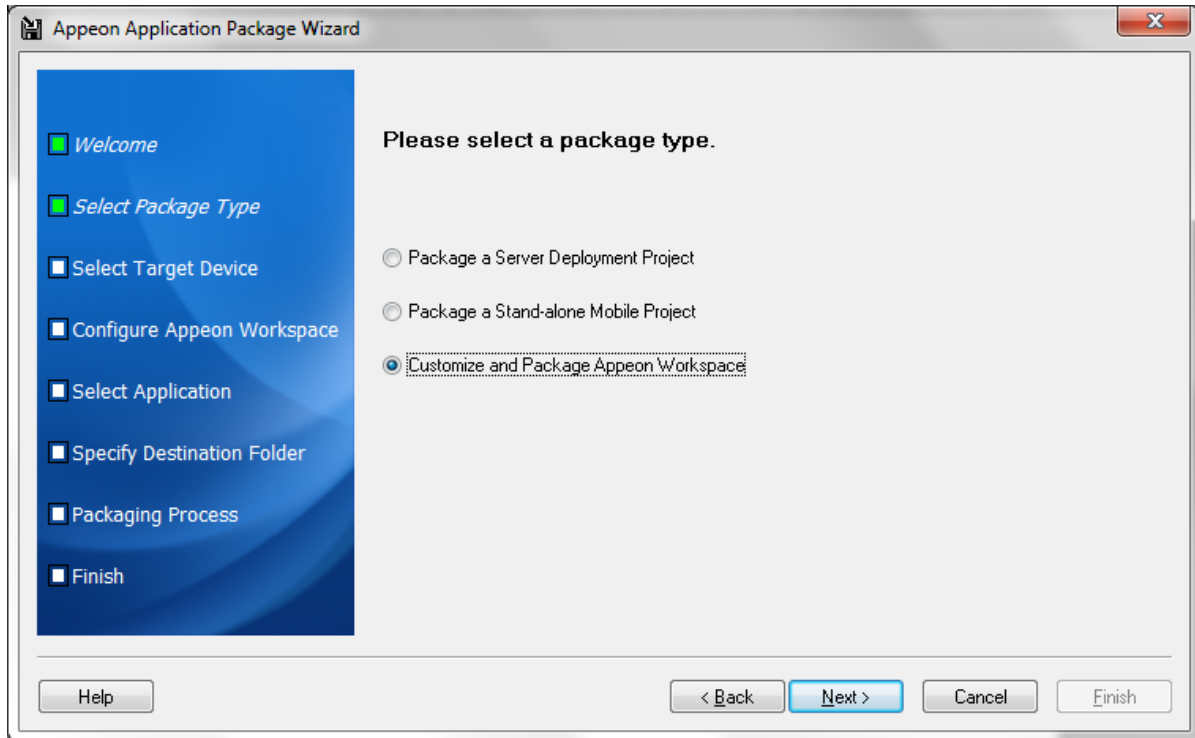 Appeon Application Package Wizard
Welcome
Select Package Type
Select Target Device
Configure Appeon Workspace
Select Application
Specify Destination Folder
Packaging Process
Finish
Please select a package type.
Package a Server Deployment Project
Package a Stand-alone Mobile Project
Customize and Package Appeon Workspace
Help
< Back
Next >
Cancel
Finish